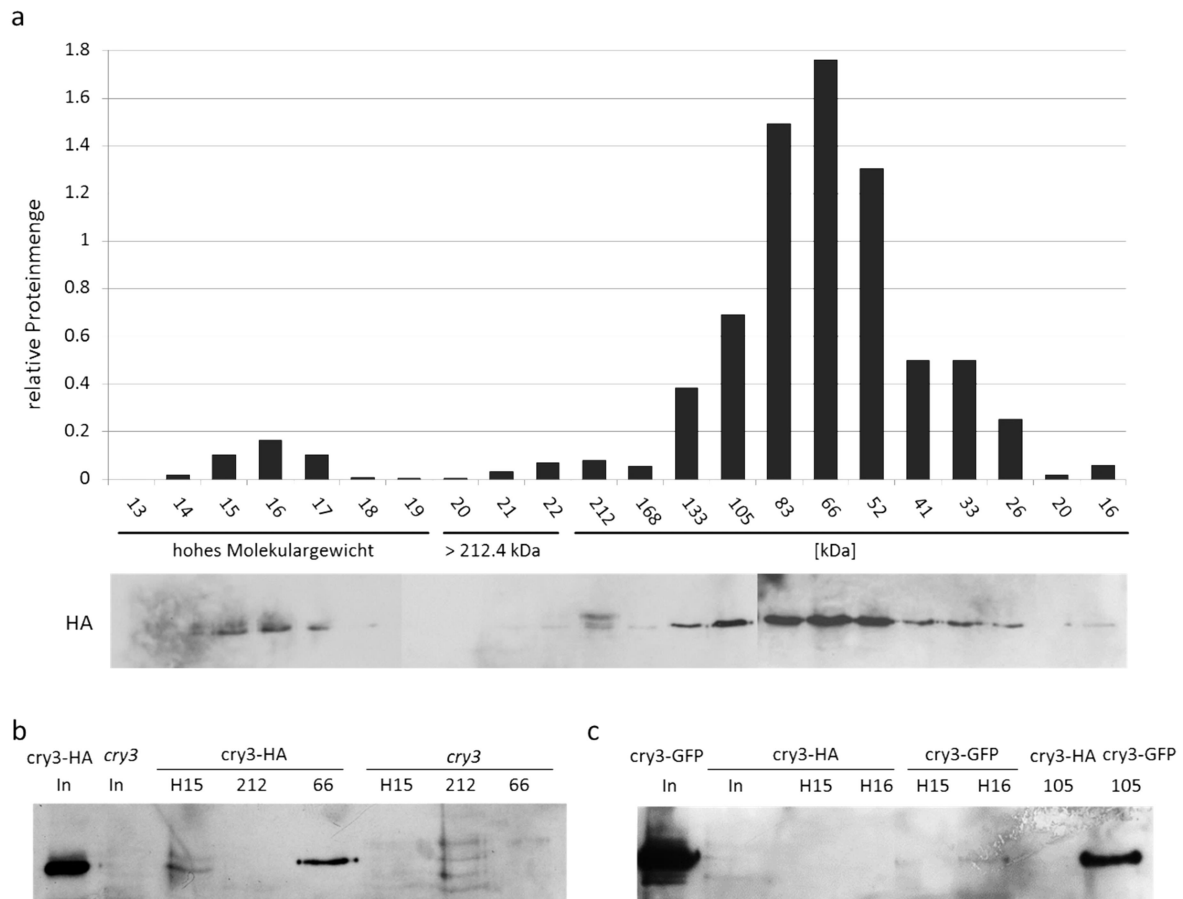 a
relative Proteinmenge
1.8
1.6
1.4
1.2
1
0.8
0.6
0.4
0.2
0
13 14 15 16 17 18 19 20 21 22 212 168 133 105 83 66 52 41 33 26 20 16
hohes Molekulargewicht > 212.4 kDa [kDa]
HA
b
cry3-HA cry3 cry3-HA cry3
In In H15 212 66 H15 212 66
c
cry3-GFP cry3-HA cry3-GFP cry3-HA cry3-GFP
In In H15 H16 H15 H16 105 105